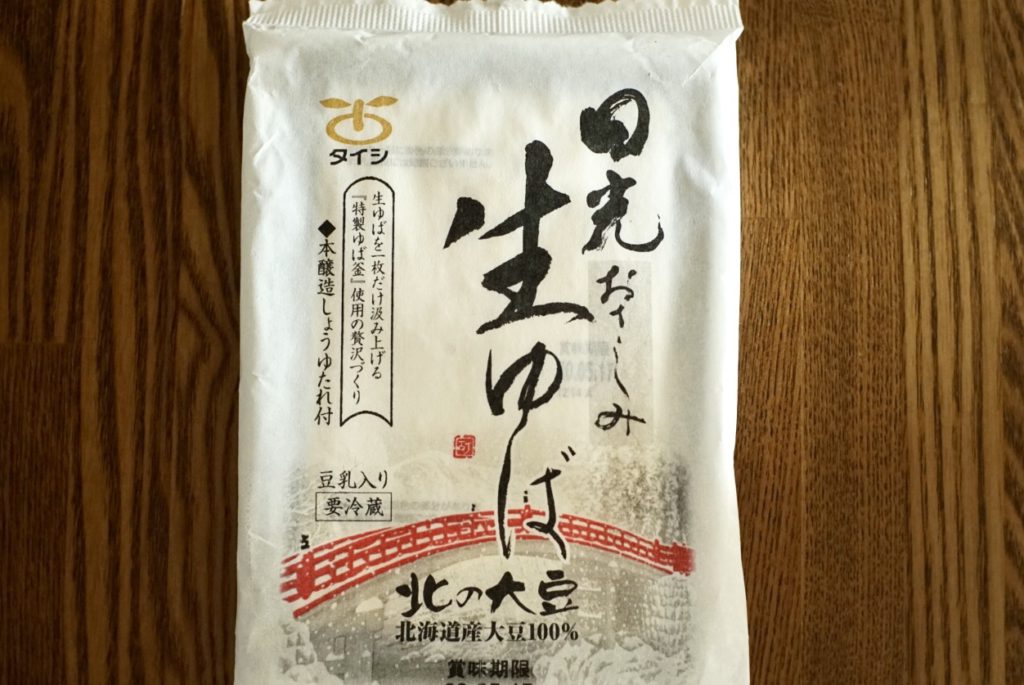 タイシ
日光
おさしみ
生ゆば
生ゆばを一枚だけ汲み上げる
『特製ゆば釜』使用の贅沢づくり
◆本醸造しょうゆたれ付
豆乳入り
要冷蔵
北の大豆
北海道産大豆100%
賞味期限